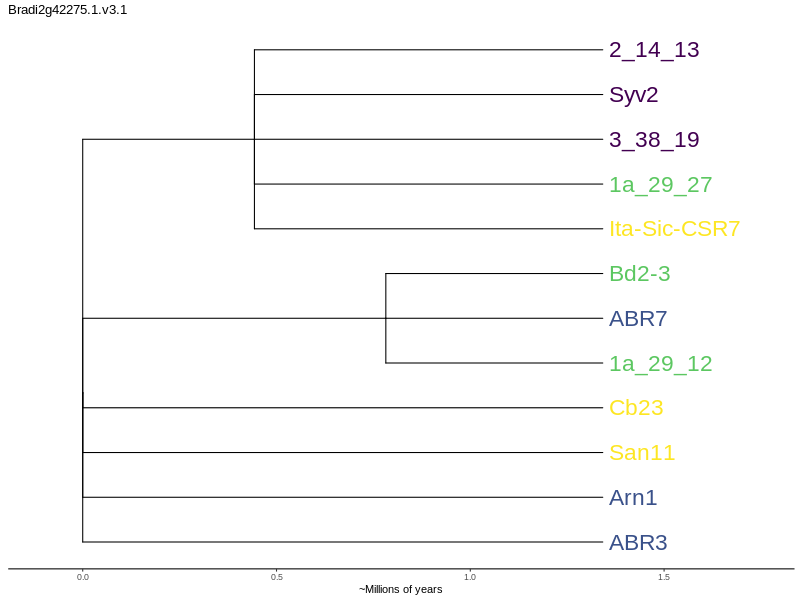 Bradi2g42275.1.v3.1
2_14_13
Syv2
3_38_19
1a_29_27
Ita-Sic-CSR7
Bd2-3
ABR7
1a_29_12
Cb23
San11
Arn1
ABR3
0.0 0.5 1.0 1.5
~Millions of years